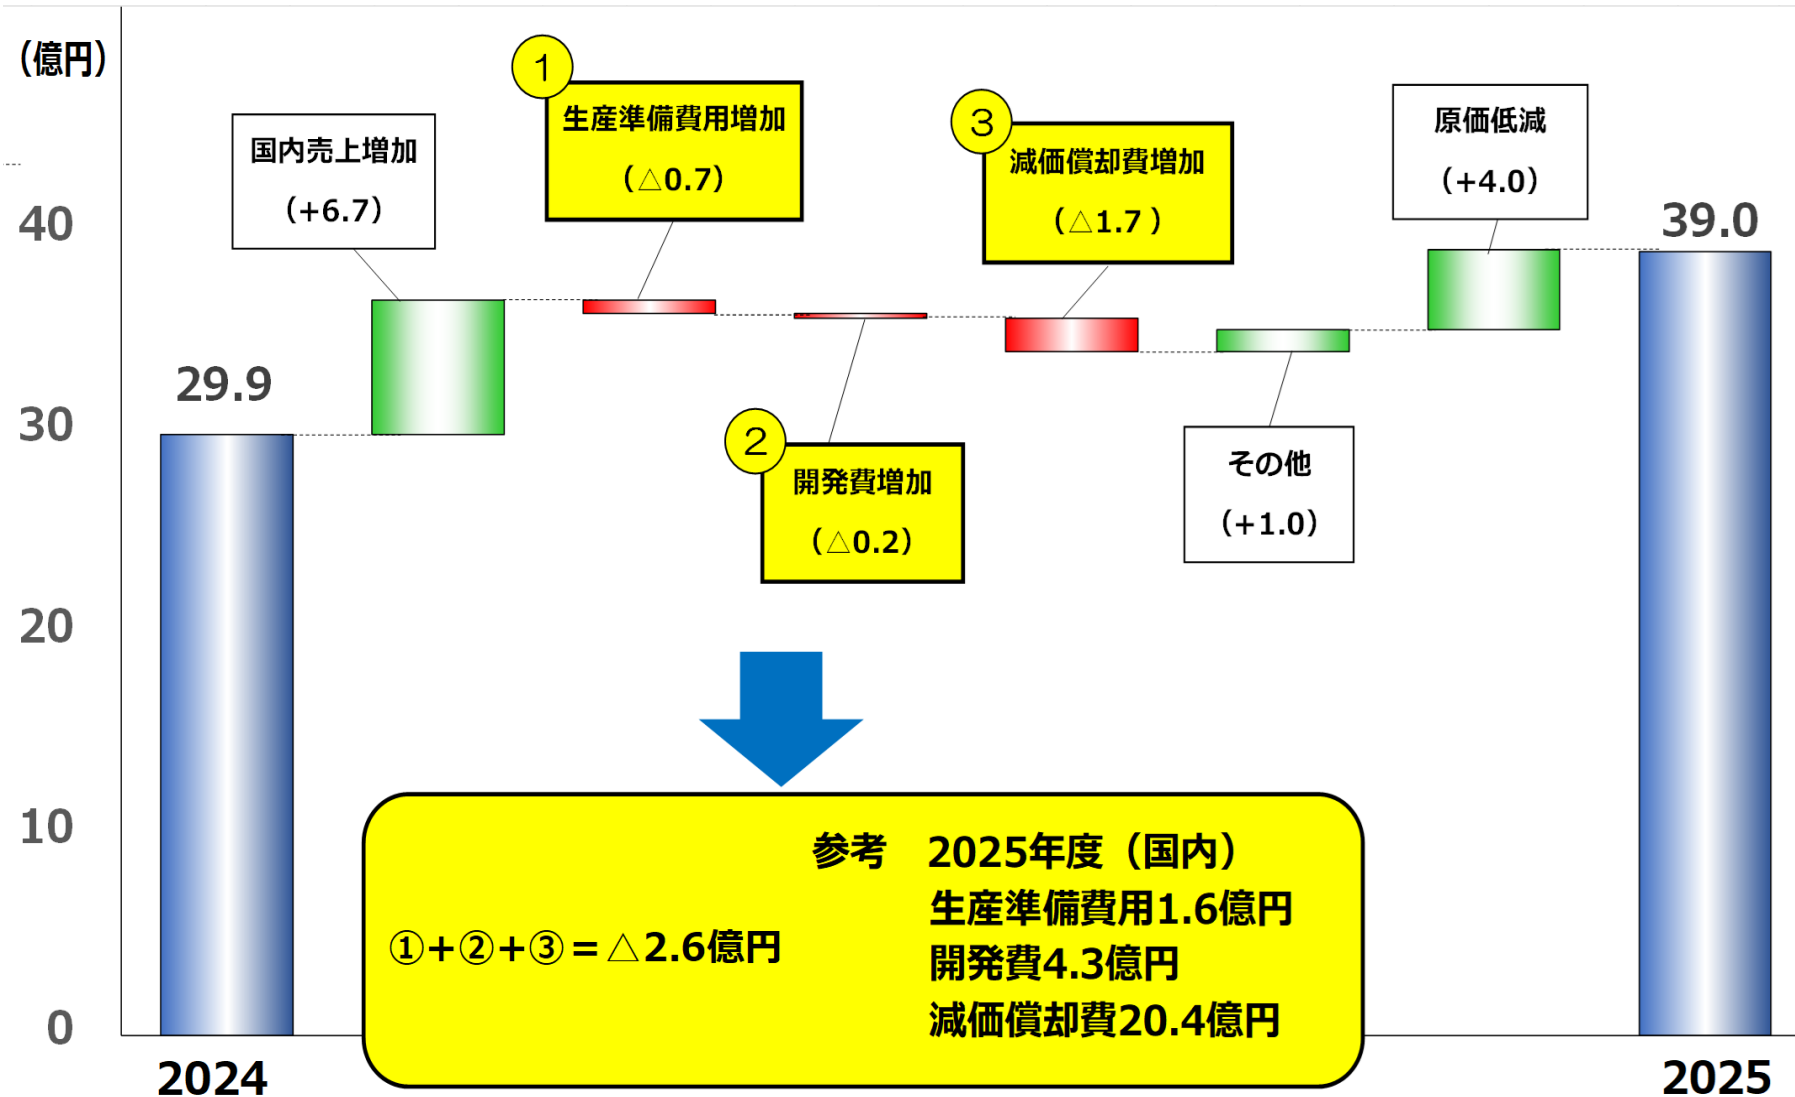 (億円)
40
30
20
10
0
29.9
国内売上増加
（+6.7）
1
生産準備費用増加
（△0.7）
2
開発費増加
（△0.2）
3
減価償却費増加
（△1.7 ）
その他
（+1.0）
原価低減
（+4.0）
39.0
①+②+③＝△2.6億円
参考　2025年度（国内）
生産準備費用1.6億円
開発費4.3億円
減価償却費20.4億円
2024
2025